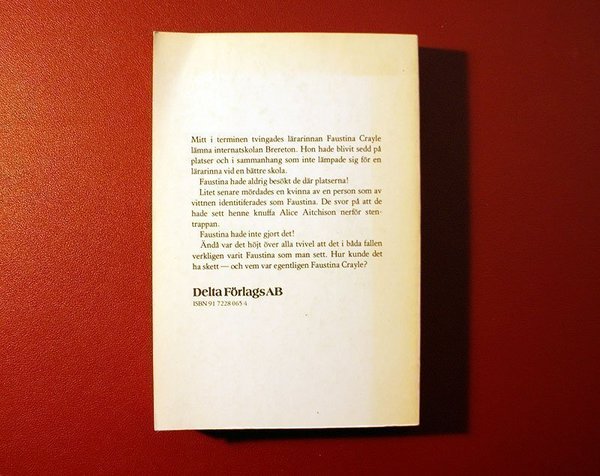 Mitt i terminen tvingades lärarinnan Faustina Crayle
lämna internatskolan Brereton. Hon hade blivit sedd på
platser och i sammanhang som inte lämpade sig för en
lärarinna vid en bättre skola.
Faustina hade aldrig besökt de där platserna!
Litet senare mördades en kvinna av en person som av
vittnen identitiferades som Faustina. De svor på att de
hade sett henne knuffa Alice Aitchison nerför sten-
trappan.
Faustina hade inte gjort det!
Ändå var det höjt över alla tvivel att det i båda fallen
verkligen varit Faustina som man sett. Hur kunde det
ha skett — och vem var egentligen Faustina Crayle?
Delta Förlags AB
ISBN 91 7228 065 4